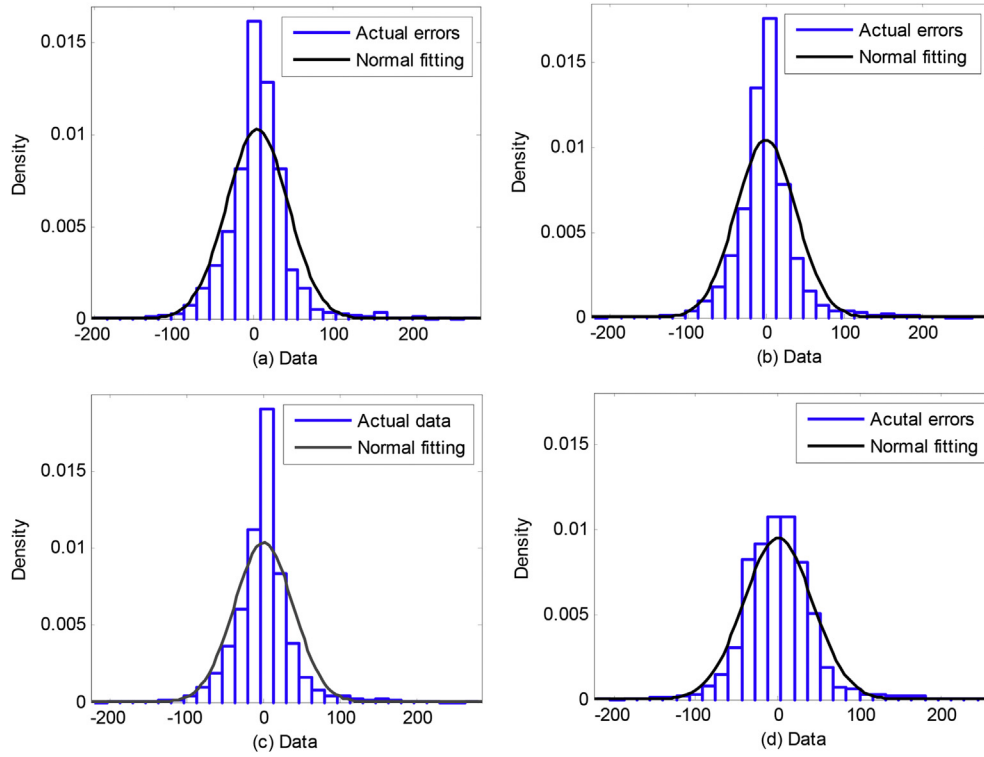 Actual errors
Normal fitting
0.015
0.01
0.005
0
Density
-200 -100 0 100 200
(a) Data
Actual errors
Normal fitting
0.015
0.01
0.005
0
Density
-200 -100 0 100 200
(b) Data
Actual data
Normal fitting
0.015
0.01
0.005
0
Density
-200 -100 0 100 200
(c) Data
Acutal errors
Normal fitting
0.015
0.01
0.005
0
Density
-200 -100 0 100 200
(d) Data